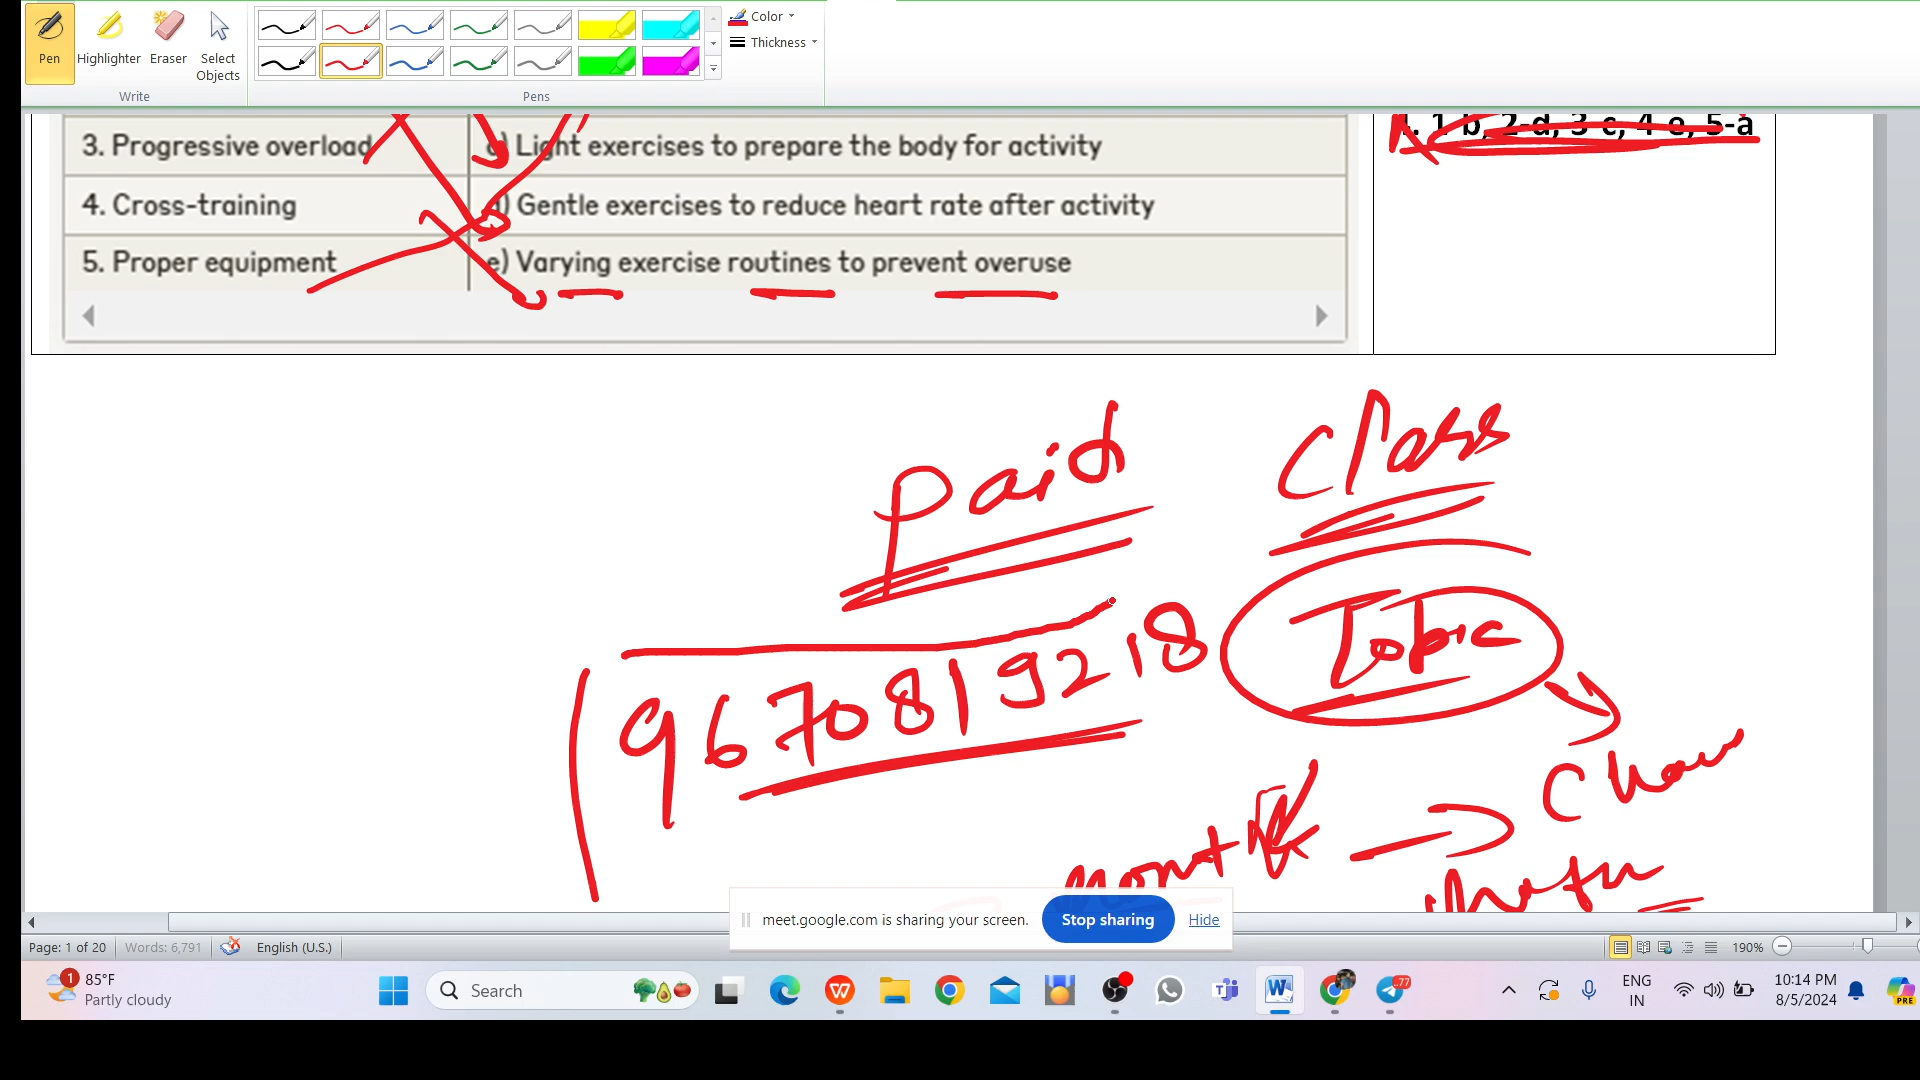 Color
Thickness
Pen
Highlighter
Eraser
Select
Objects
Write
Pens
3. Progressive overload
) Light exercises to prepare the body for activity
1-b, 2-d, 3-c, 4-e, 5-a
4. Cross-training
d) Gentle exercises to reduce heart rate after activity
5. Proper equipment
e) Varying exercise routines to prevent overuse
Paid Class
9670819218 Topic
meet.google.com is sharing your screen.
Stop sharing
Hide
Page: 1 of 20
Words: 6,791
English (U.S.)
190%
1
85°F
Partly cloudy
Search
77
ENG
IN
10:14 PM
8/5/2024
PRE